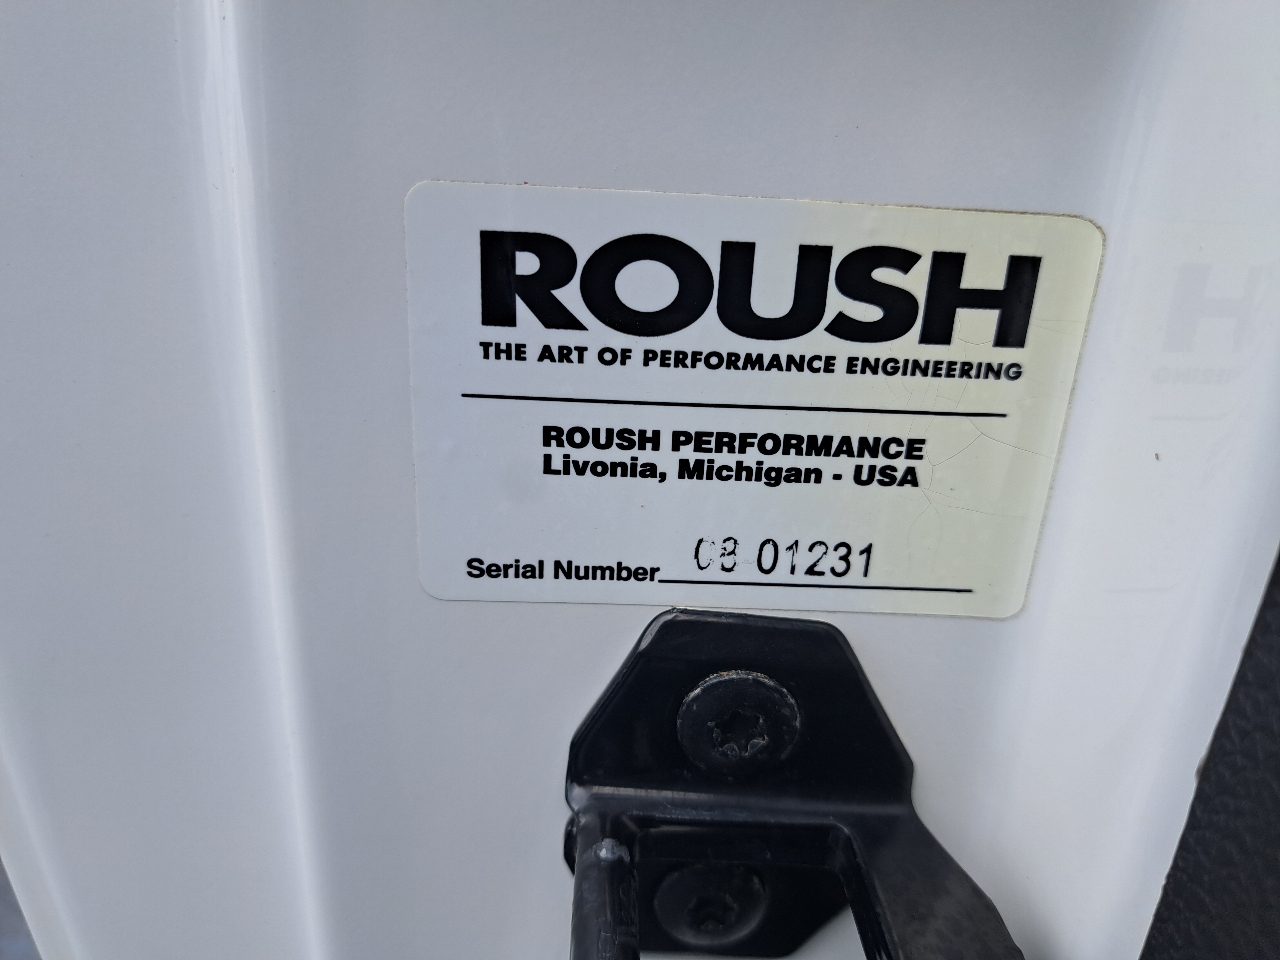 ROUSH
THE ART OF PERFORMANCE ENGINEERING
ROUSH PERFORMANCE
Livonia, Michigan - USA
Serial Number 08 01231